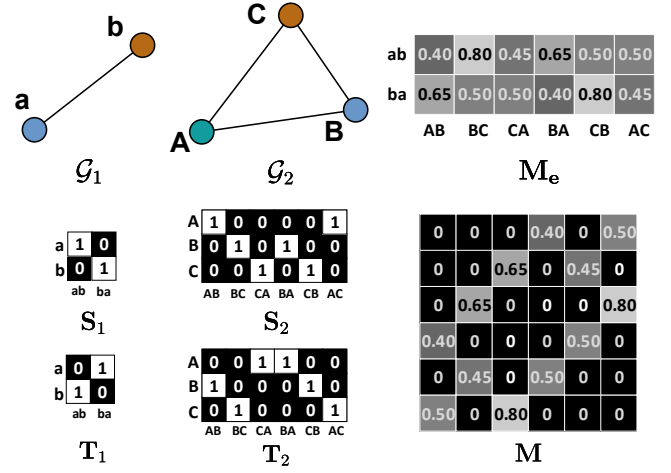 b
a
𝒢₁
C
A
B
𝒢₂
ab 0.40 0.80 0.45 0.65 0.50 0.50
ba 0.65 0.50 0.50 0.40 0.80 0.45
AB BC CA BA CB AC
Mₑ
a 1 0
b 0 1
ab ba
S₁
A 1 0 0 0 0 1
B 0 1 0 1 0 0
C 0 0 1 0 1 0
AB BC CA BA CB AC
S₂
a 0 1
b 1 0
ab ba
T₁
A 0 0 1 1 0 0
B 1 0 0 0 1 0
C 0 1 0 0 0 1
AB BC CA BA CB AC
T₂
0 0 0 0.40 0 0.50
0 0 0.65 0 0.45 0
0 0.65 0 0 0 0.80
0.40 0 0 0 0.50 0
0 0.45 0 0.50 0 0
0.50 0 0.80 0 0 0
M